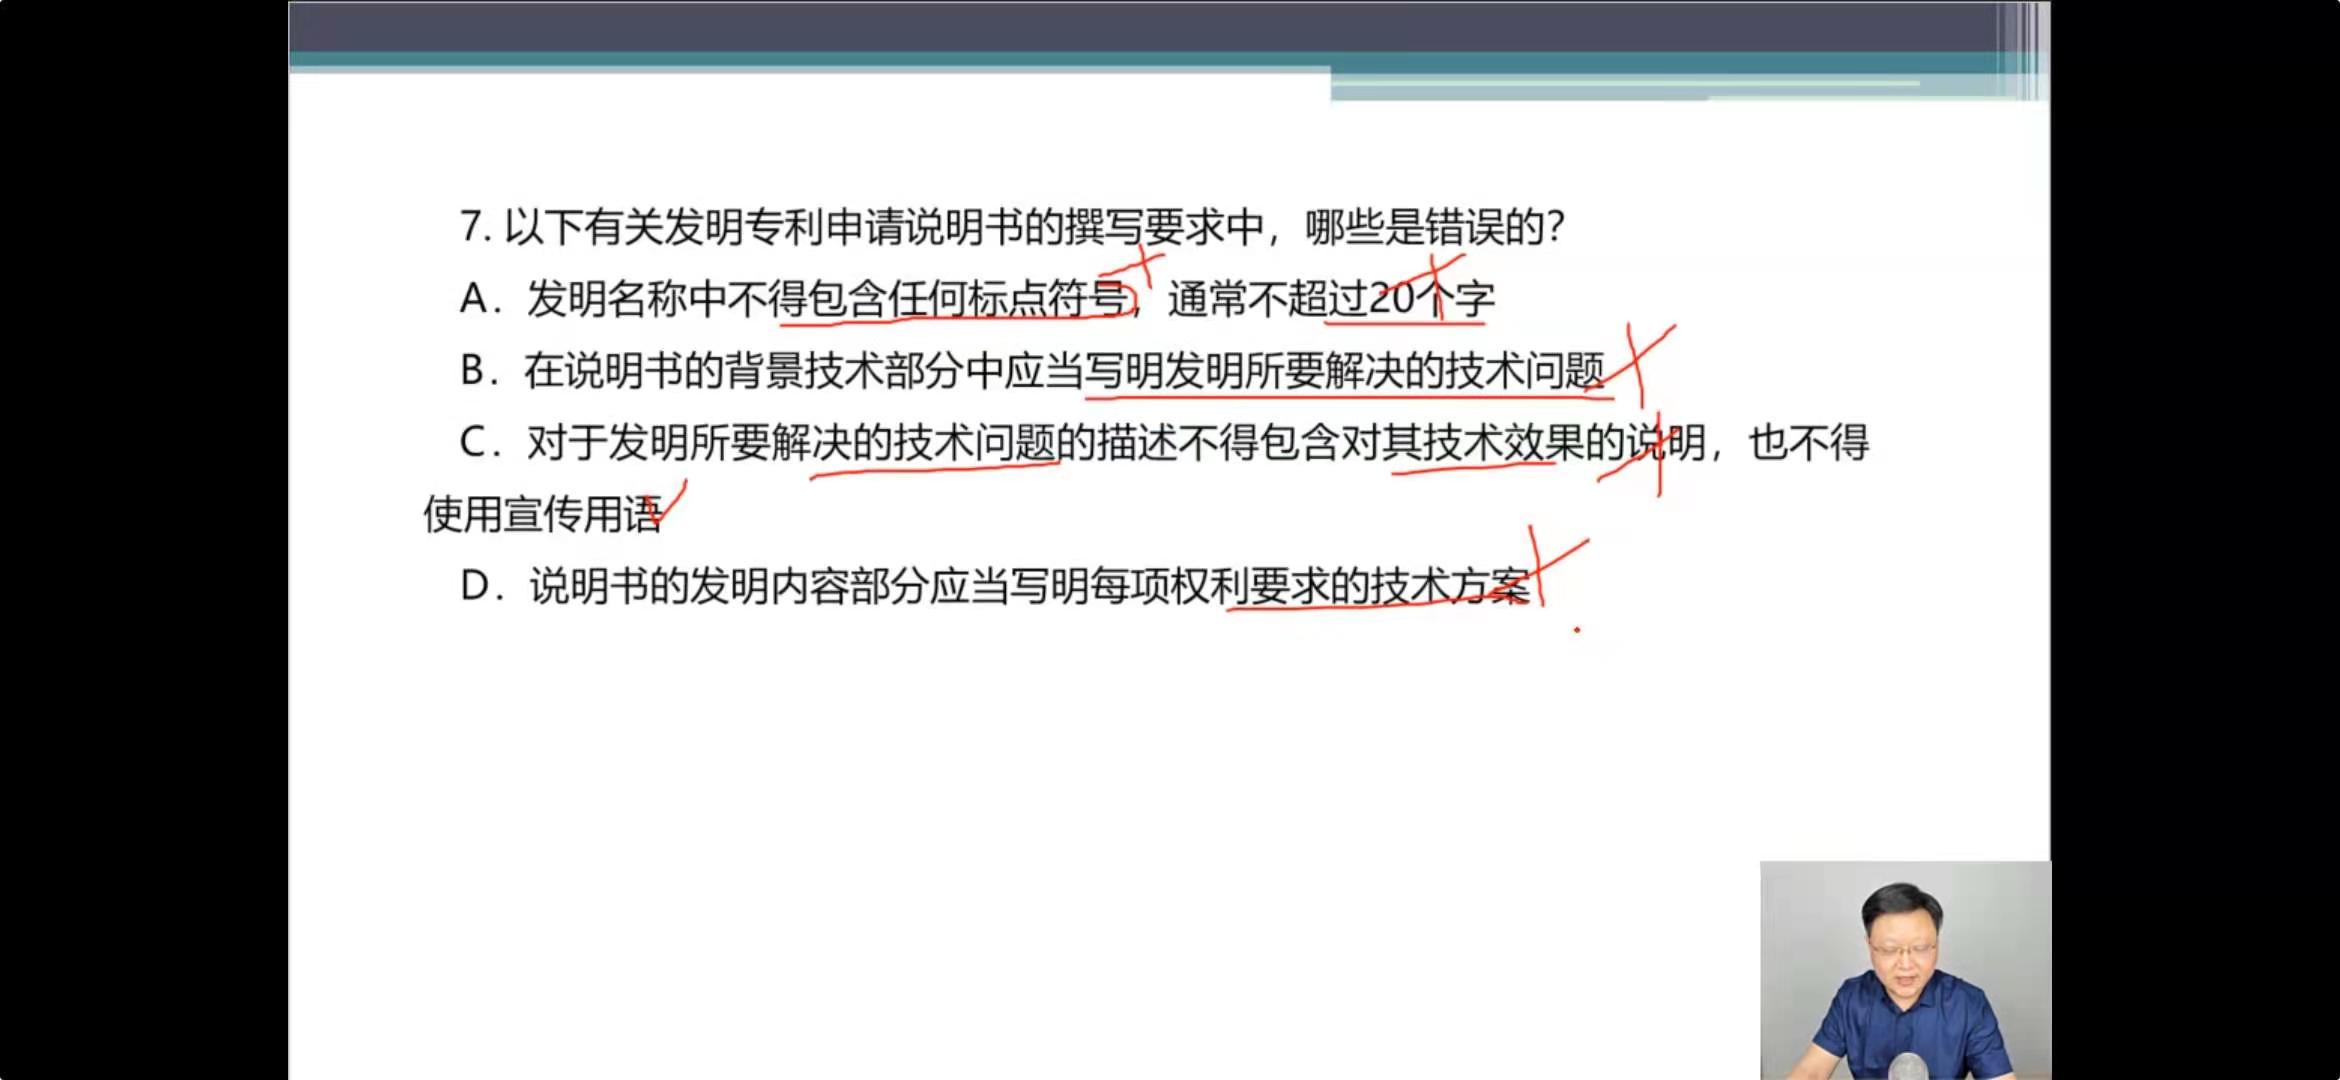 7. 以下有关发明专利申请说明书的撰写要求中，哪些是错误的?
A．发明名称中不得包含任何标点符号，通常不超过20个字
B．在说明书的背景技术部分中应当写明发明所要解决的技术问题
C．对于发明所要解决的技术问题的描述不得包含对其技术效果的说明，也不得
使用宣传用语
D．说明书的发明内容部分应当写明每项权利要求的技术方案